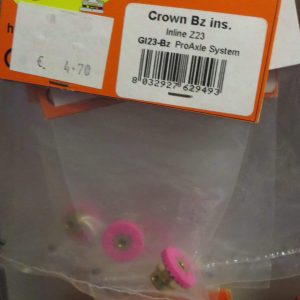 Crown Bz ins.
Inline Z23
GI23-Bz ProAxle System
8 032927 629493
€ 4.70